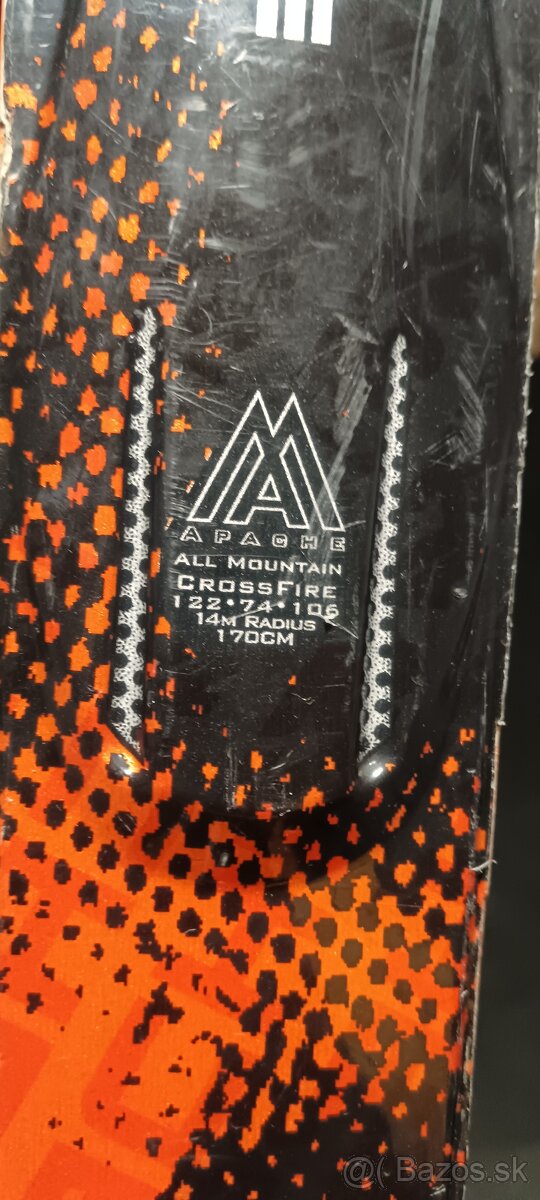 APACHE
ALL MOUNTAIN
CROSSFIRE
122•74•106
14M RADIUS
170CM
@( Bazos.sk